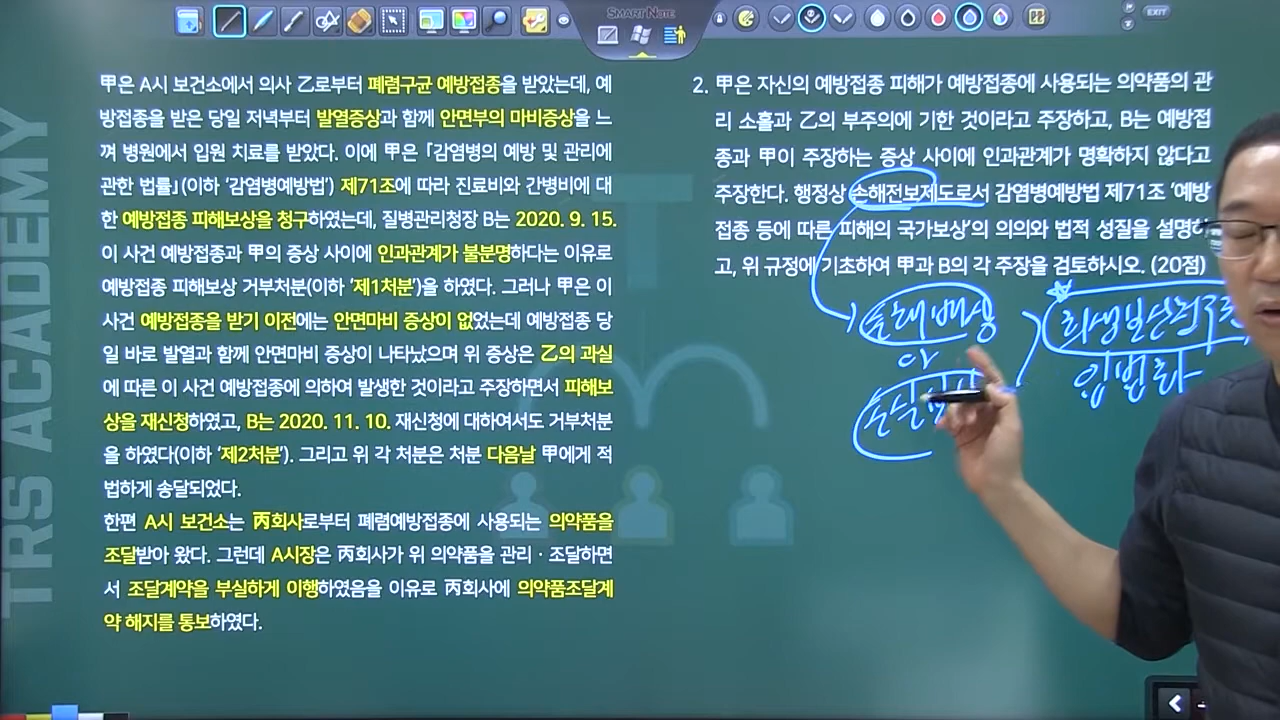 SMART NOTE
EXIT
TRS ACADEMY
甲은 A시 보건소에서 의사 乙로부터 폐렴구균 예방접종을 받았는데, 예
방접종을 받은 당일 저녁부터 발열증상과 함께 안면부의 마비증상을 느
껴 병원에서 입원 치료를 받았다. 이에 甲은 「감염병의 예방 및 관리에
관한 법률」(이하 '감염병예방법') 제71조에 따라 진료비와 간병비에 대
한 예방접종 피해보상을 청구하였는데, 질병관리청장 B는 2020. 9. 15.
이 사건 예방접종과 甲의 증상 사이에 인과관계가 불분명하다는 이유로
예방접종 피해보상 거부처분(이하 '제1처분')을 하였다. 그러나 甲은 이
사건 예방접종을 받기 이전에는 안면마비 증상이 없었는데 예방접종 당
일 바로 발열과 함께 안면마비 증상이 나타났으며 위 증상은 乙의 과실
에 따른 이 사건 예방접종에 의하여 발생한 것이라고 주장하면서 피해보
상을 재신청하였고, B는 2020. 11. 10. 재신청에 대하여서도 거부처분
을 하였다(이하 '제2처분'). 그리고 위 각 처분은 처분 다음날 甲에게 적
법하게 송달되었다.
한편 A시 보건소는 丙회사로부터 폐렴예방접종에 사용되는 의약품을
조달받아 왔다. 그런데 A시장은 丙회사가 위 의약품을 관리 · 조달하면
서 조달계약을 부실하게 이행하였음을 이유로 丙회사에 의약품조달계
약 해지를 통보하였다.
2. 甲은 자신의 예방접종 피해가 예방접종에 사용되는 의약품의 관
리 소홀과 乙의 부주의에 기한 것이라고 주장하고, B는 예방접
종과 甲이 주장하는 증상 사이에 인과관계가 명확하지 않다고
주장한다. 행정상 손해전보제도로서 감염병예방법 제71조 '예방
접종 등에 따른 피해의 국가보상'의 의의와 법적 성질을 설명하
고, 위 규정에 기초하여 甲과 B의 각 주장을 검토하시오. (20점)
손해배상
입법화